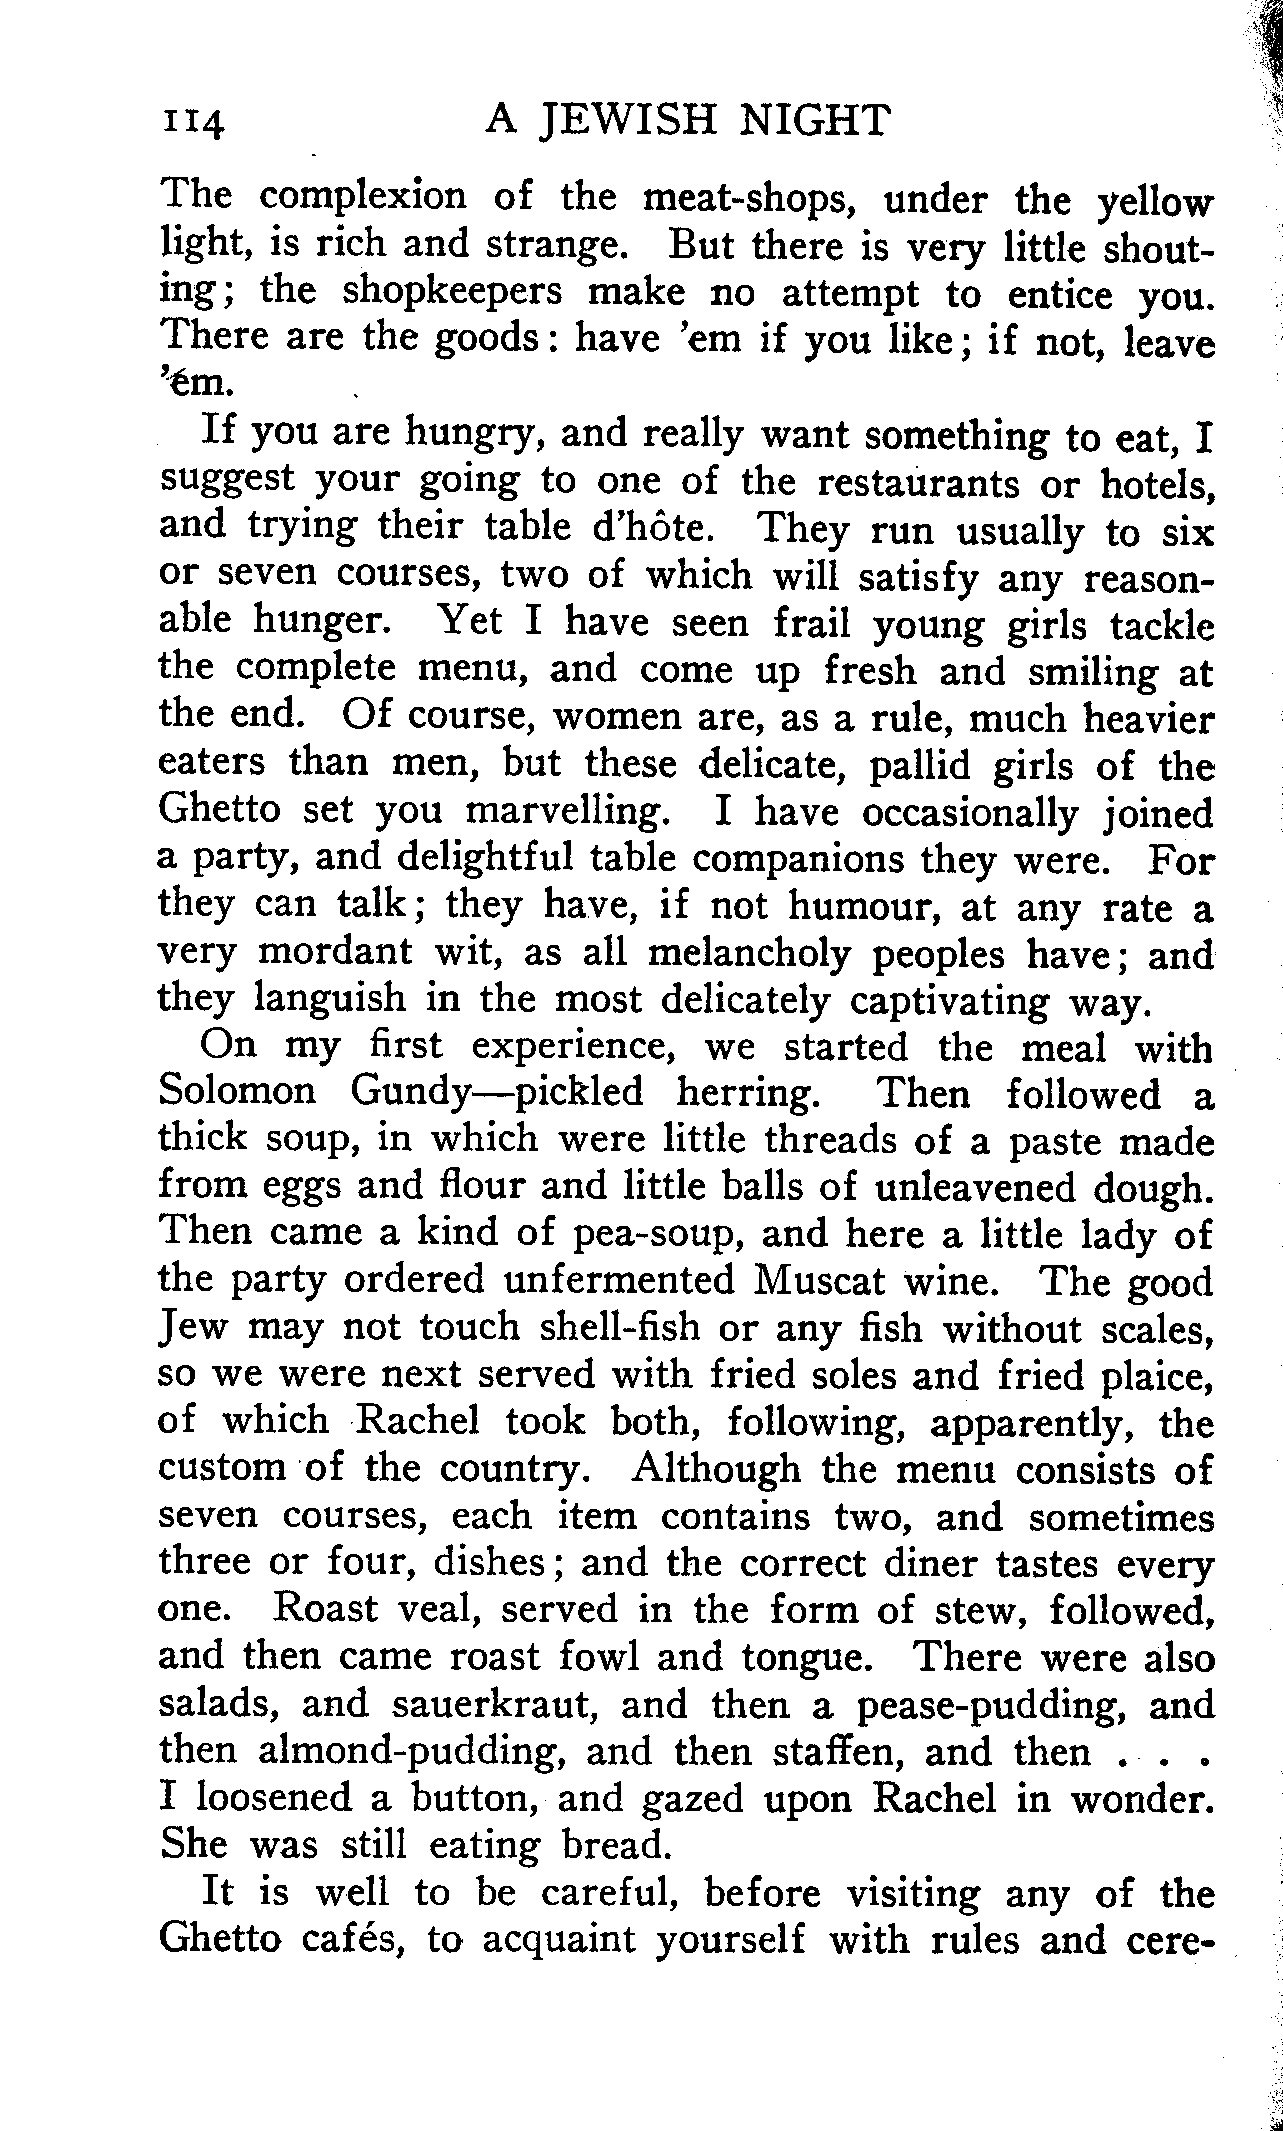 114 A JEWISH NIGHT
The complexion of the meat-shops, under the yellow
light, is rich and strange. But there is very little shout-
ing; the shopkeepers make no attempt to entice you.
There are the goods: have 'em if you like; if not, leave
'em.
If you are hungry, and really want something to eat, I
suggest your going to one of the restaurants or hotels,
and trying their table d'hôte. They run usually to six
or seven courses, two of which will satisfy any reason-
able hunger. Yet I have seen frail young girls tackle
the complete menu, and come up fresh and smiling at
the end. Of course, women are, as a rule, much heavier
eaters than men, but these delicate, pallid girls of the
Ghetto set you marvelling. I have occasionally joined
a party, and delightful table companions they were. For
they can talk; they have, if not humour, at any rate a
very mordant wit, as all melancholy peoples have; and
they languish in the most delicately captivating way.
On my first experience, we started the meal with
Solomon Gundy—pickled herring. Then followed a
thick soup, in which were little threads of a paste made
from eggs and flour and little balls of unleavened dough.
Then came a kind of pea-soup, and here a little lady of
the party ordered unfermented Muscat wine. The good
Jew may not touch shell-fish or any fish without scales,
so we were next served with fried soles and fried plaice,
of which Rachel took both, following, apparently, the
custom of the country. Although the menu consists of
seven courses, each item contains two, and sometimes
three or four, dishes; and the correct diner tastes every
one. Roast veal, served in the form of stew, followed,
and then came roast fowl and tongue. There were also
salads, and sauerkraut, and then a pease-pudding, and
then almond-pudding, and then staffen, and then . . .
I loosened a button, and gazed upon Rachel in wonder.
She was still eating bread.
It is well to be careful, before visiting any of the
Ghetto cafés, to acquaint yourself with rules and cere-